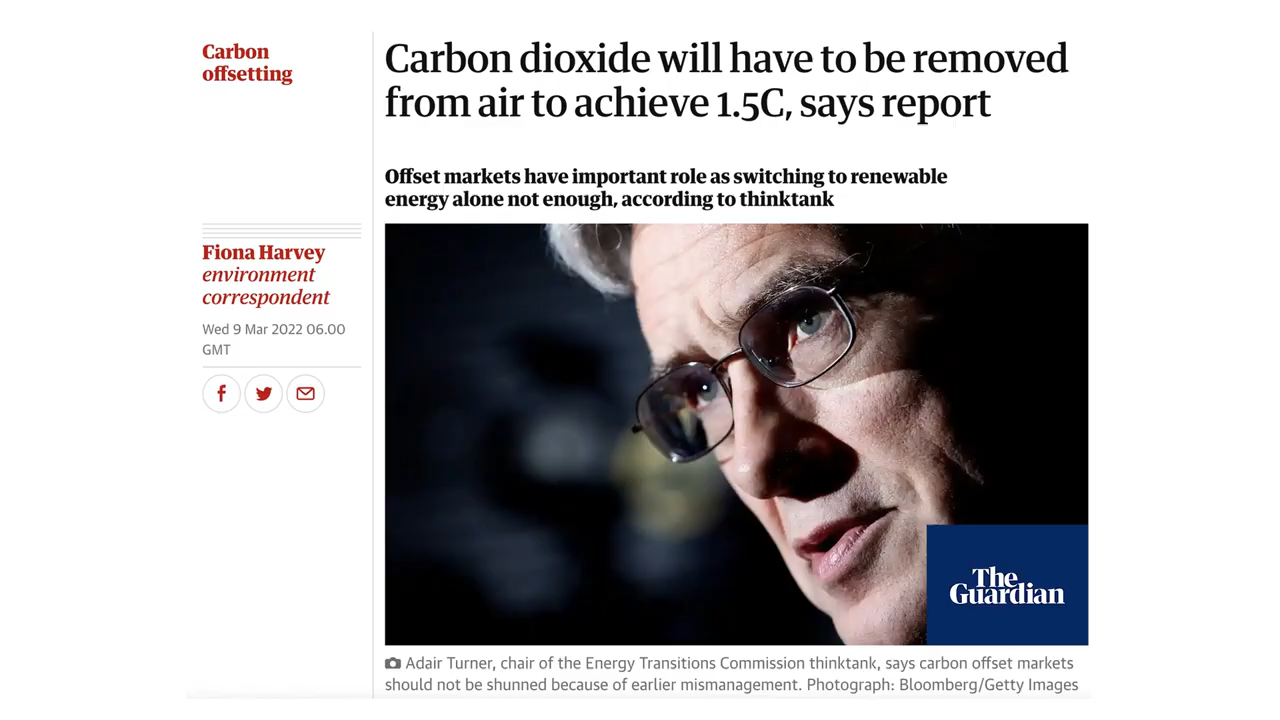 Carbon
offsetting
Carbon dioxide will have to be removed
from air to achieve 1.5C, says report
Offset markets have important role as switching to renewable
energy alone not enough, according to thinktank
Fiona Harvey
environment
correspondent
Wed 9 Mar 2022 06.00
GMT
The
Guardian
Adair Turner, chair of the Energy Transitions Commission thinktank, says carbon offset markets
should not be shunned because of earlier mismanagement. Photograph: Bloomberg/Getty Images